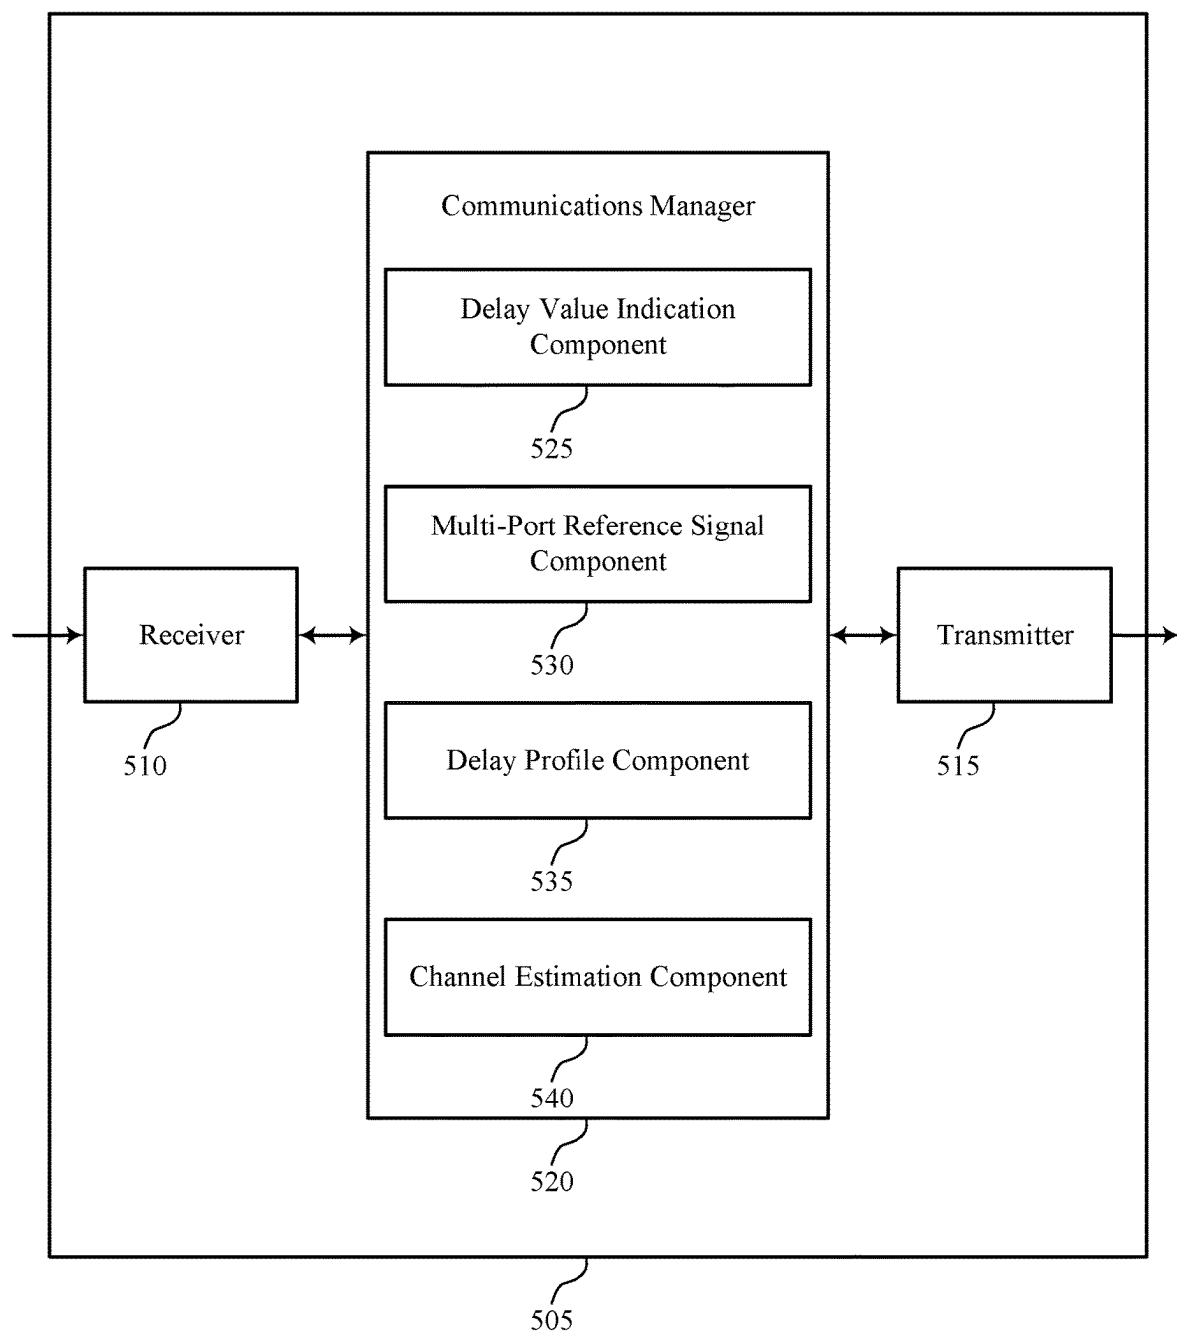 Communications Manager
Delay Value Indication
Component
525
Multi-Port Reference Signal
Component
530
Receiver
510
Transmitter
515
Delay Profile Component
535
Channel Estimation Component
540
520
505